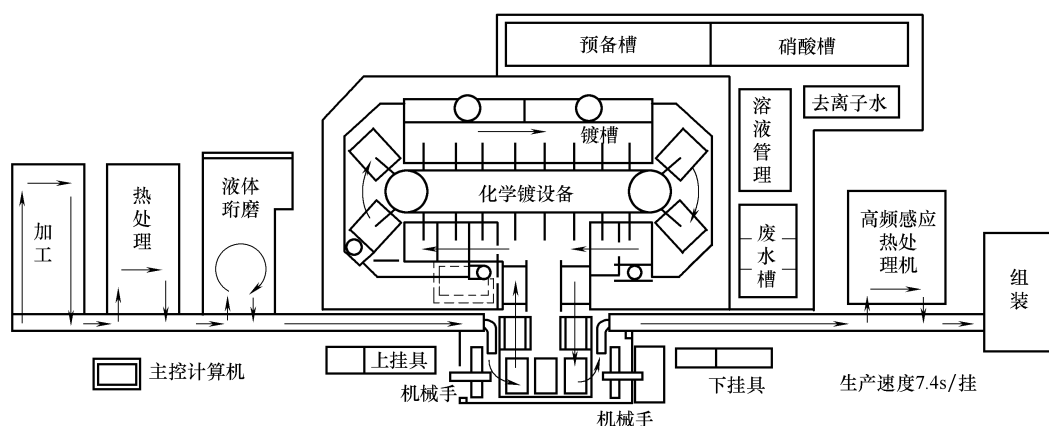 预备槽
硝酸槽
镀槽
溶
液
管
理
去离子水
化学镀设备
加
工
热
处
理
液体
珩磨
废
水
槽
高频感应
热处
理机
组
装
主控计算机
上挂具
机械手
机械手
下挂具
生产速度7.4s/挂